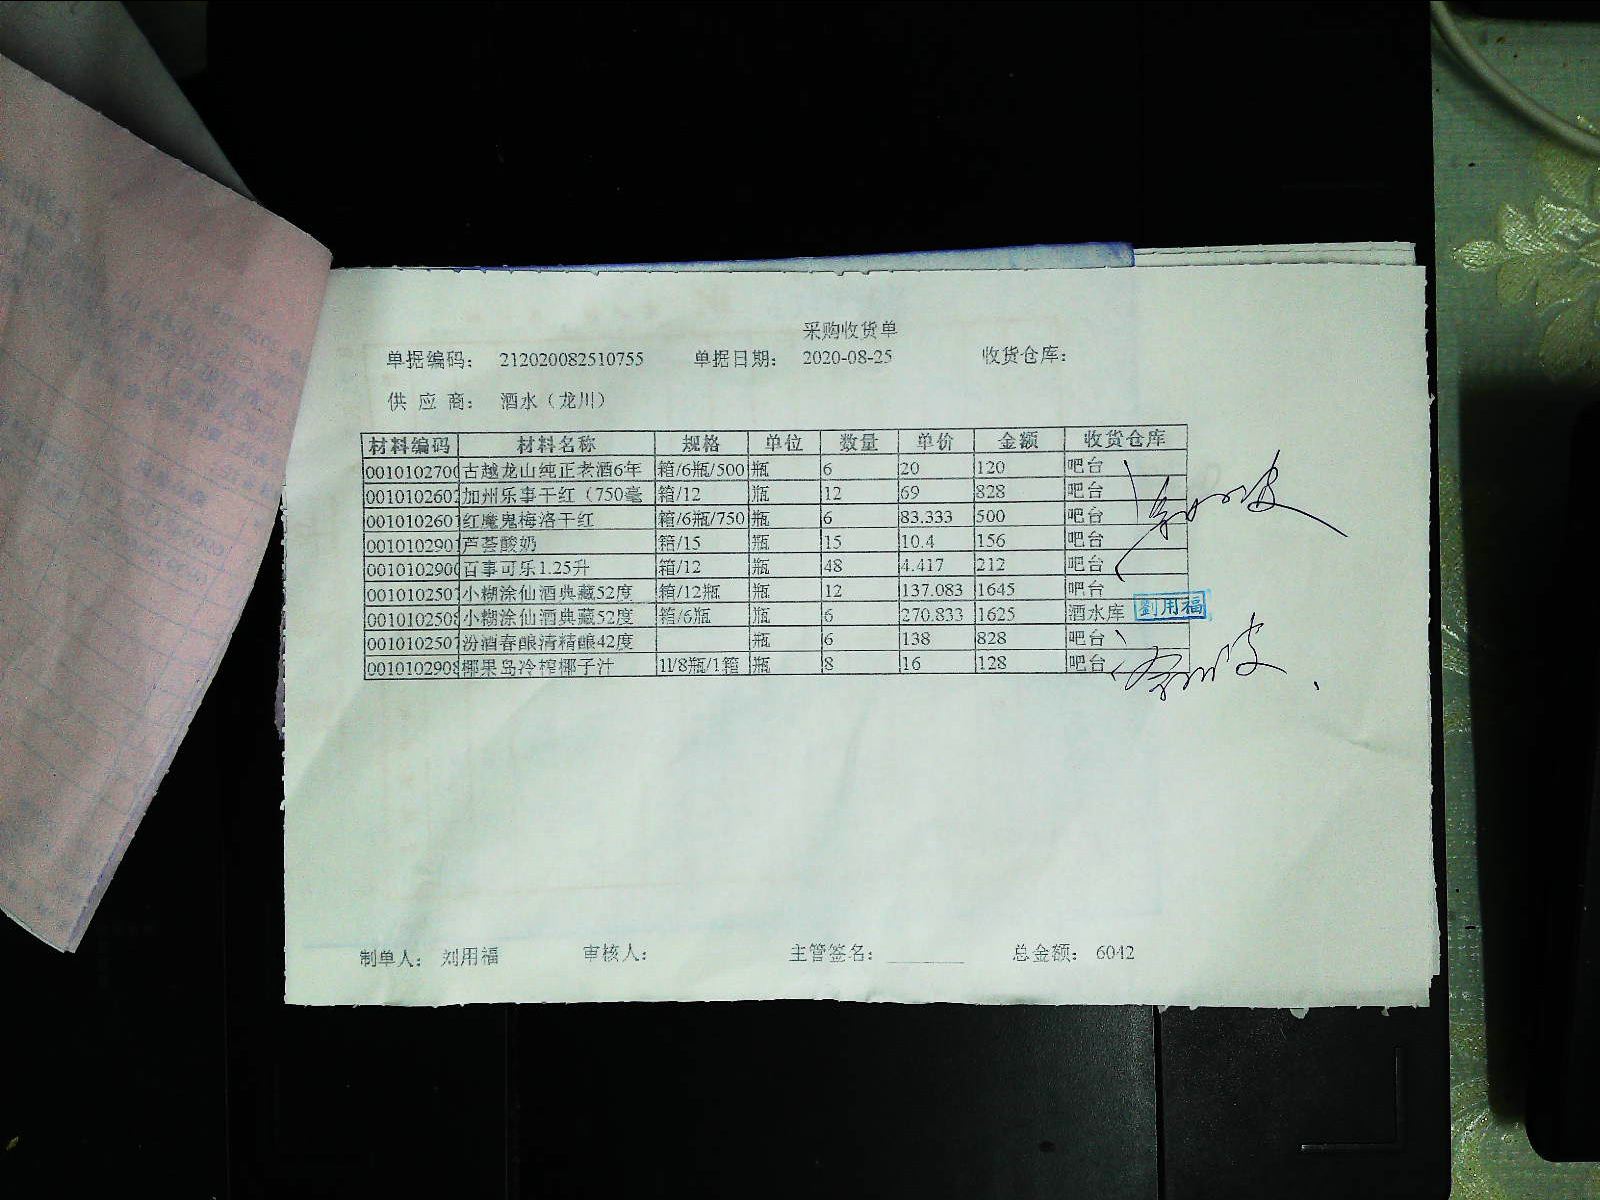 采购收货单
单据编码： 212020082510755 单据日期： 2020-08-25 收货仓库：
供 应 商： 酒水（龙川）
材料编码 材料名称 规格 单位 数量 单价 金额 收货仓库
0010102700 古越龙山纯正老酒6年 箱/6瓶/500 瓶 6 20 120 吧台
0010102602 加州乐事干红（750毫 箱/12 瓶 12 69 828 吧台
0010102601 红魔鬼梅洛干红 箱/6瓶/750 瓶 6 83.333 500 吧台
0010102901 芦荟酸奶 箱/15 瓶 15 10.4 156 吧台
0010102900 百事可乐1.25升 箱/12 瓶 48 4.417 212 吧台
0010102507 小糊涂仙酒典藏52度 箱/12瓶 瓶 12 137.083 1645 吧台
0010102508 小糊涂仙酒典藏52度 箱/6瓶 瓶 6 270.833 1625 酒水库 劉用福
0010102507 汾酒春酿清精酿42度 瓶 6 138 828 吧台
0010102908 椰果岛冷榨椰子汁 1l/8瓶/1箱 瓶 8 16 128 吧台
制单人： 刘用福 审核人： 主管签名： 总金额： 6042